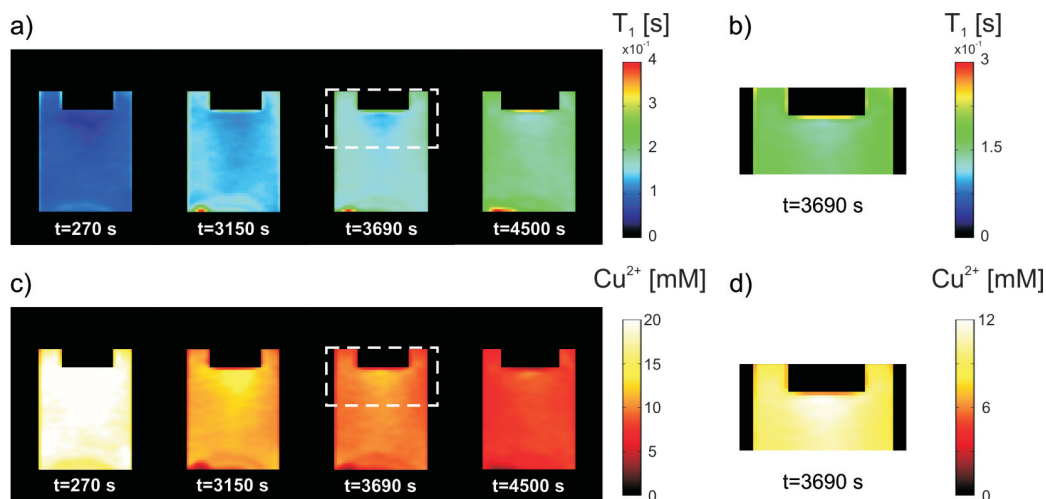 a)
T₁ [s]
x10⁻¹
4
3
2
1
0
t=270 s
t=3150 s
t=3690 s
t=4500 s
b)
T₁ [s]
x10⁻¹
3
1.5
0
t=3690 s
c)
Cu²⁺ [mM]
20
15
10
5
0
t=270 s
t=3150 s
t=3690 s
t=4500 s
d)
Cu²⁺ [mM]
12
6
0
t=3690 s